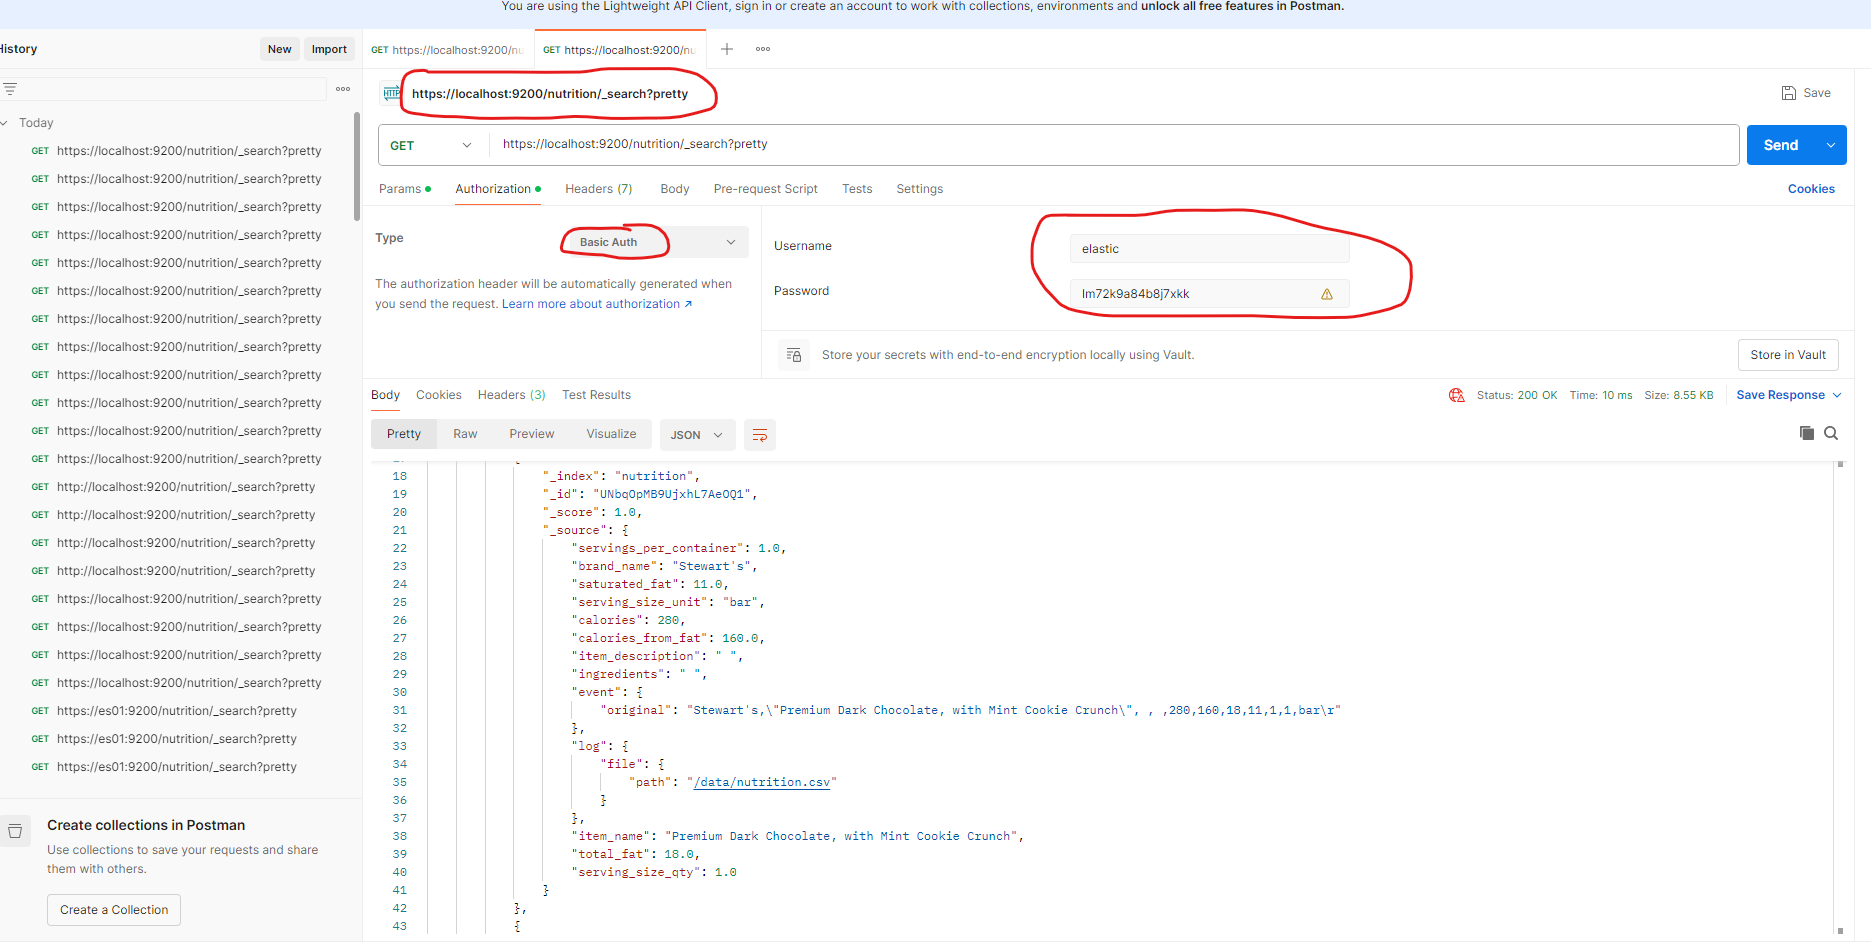 You are using the Lightweight API Client, sign in or create an account to work with collections, environments and unlock all free features in Postman.
History
New
Import
GET https://localhost:9200/nu
GET https://localhost:9200/nu
Today
GET https://localhost:9200/nutrition/_search?pretty
GET https://localhost:9200/nutrition/_search?pretty
GET https://localhost:9200/nutrition/_search?pretty
GET https://localhost:9200/nutrition/_search?pretty
GET https://localhost:9200/nutrition/_search?pretty
GET https://localhost:9200/nutrition/_search?pretty
GET https://localhost:9200/nutrition/_search?pretty
GET https://localhost:9200/nutrition/_search?pretty
GET https://localhost:9200/nutrition/_search?pretty
GET https://localhost:9200/nutrition/_search?pretty
GET https://localhost:9200/nutrition/_search?pretty
GET https://localhost:9200/nutrition/_search?pretty
GET http://localhost:9200/nutrition/_search?pretty
GET http://localhost:9200/nutrition/_search?pretty
GET http://localhost:9200/nutrition/_search?pretty
GET http://localhost:9200/nutrition/_search?pretty
GET https://localhost:9200/nutrition/_search?pretty
GET https://localhost:9200/nutrition/_search?pretty
GET https://localhost:9200/nutrition/_search?pretty
GET https://localhost:9200/nutrition/_search?pretty
GET https://es01:9200/nutrition/_search?pretty
GET https://es01:9200/nutrition/_search?pretty
GET https://es01:9200/nutrition/_search?pretty
Create collections in Postman
Use collections to save your requests and share
them with others.
Create a Collection
HTTP https://localhost:9200/nutrition/_search?pretty
Save
GET https://localhost:9200/nutrition/_search?pretty
Send
Params Authorization Headers (7) Body Pre-request Script Tests Settings
Cookies
Type
Basic Auth
The authorization header will be automatically generated when
you send the request. Learn more about authorization ↗
Username
elastic
Password
lm72k9a84b8j7xkk
Store your secrets with end-to-end encryption locally using Vault.
Store in Vault
Body Cookies Headers (3) Test Results
Status: 200 OK Time: 10 ms Size: 8.55 KB
Save Response
Pretty Raw Preview Visualize JSON
18 "_index": "nutrition",
19 "_id": "UNbqOpMB9UjxhL7AeOQ1",
20 "_score": 1.0,
21 "_source": {
22 "servings_per_container": 1.0,
23 "brand_name": "Stewart's",
24 "saturated_fat": 11.0,
25 "serving_size_unit": "bar",
26 "calories": 280,
27 "calories_from_fat": 160.0,
28 "item_description": " ",
29 "ingredients": " ",
30 "event": {
31 "original": "Stewart's,\"Premium Dark Chocolate, with Mint Cookie Crunch\", , ,280,160,18,11,1,1,bar\r"
32 },
33 "log": {
34 "file": {
35 "path": "/data/nutrition.csv"
36 }
37 },
38 "item_name": "Premium Dark Chocolate, with Mint Cookie Crunch",
39 "total_fat": 18.0,
40 "serving_size_qty": 1.0
41 }
42 },
43 {